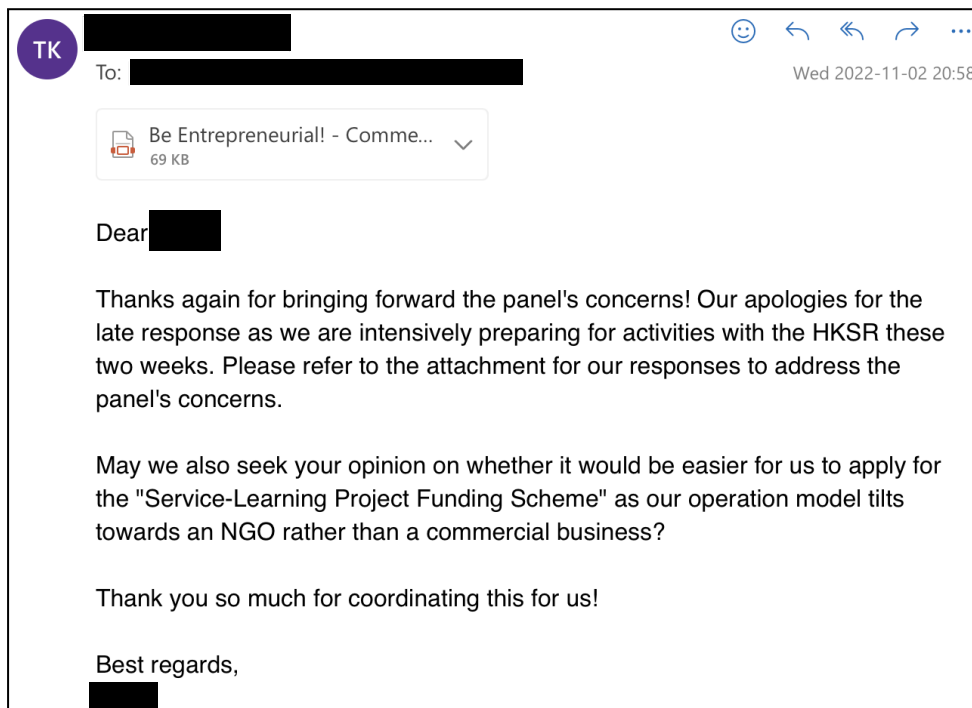 TK
To:
Wed 2022-11-02 20:58
Be Entrepreneurial! - Comme...
69 KB
Dear
Thanks again for bringing forward the panel's concerns! Our apologies for the
late response as we are intensively preparing for activities with the HKSR these
two weeks. Please refer to the attachment for our responses to address the
panel's concerns.
May we also seek your opinion on whether it would be easier for us to apply for
the "Service-Learning Project Funding Scheme" as our operation model tilts
towards an NGO rather than a commercial business?
Thank you so much for coordinating this for us!
Best regards,